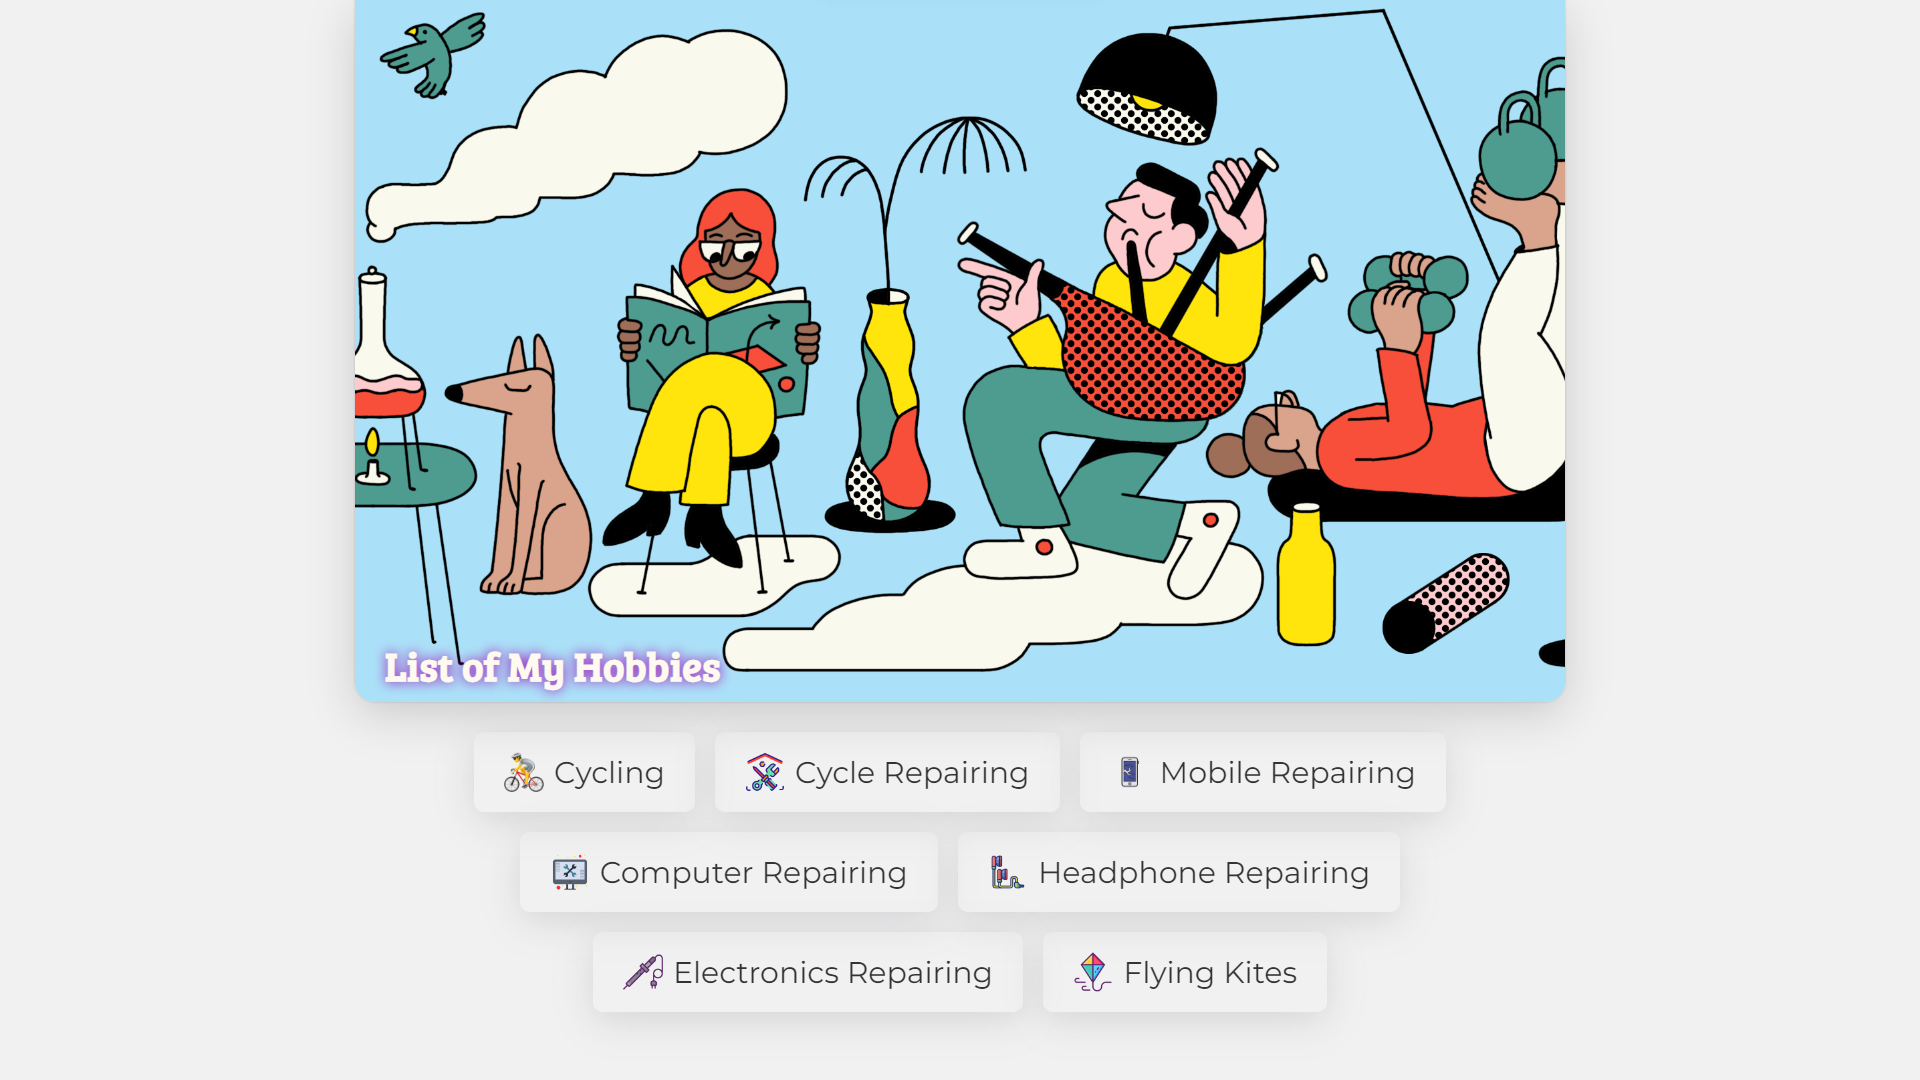 List of My Hobbies
Cycling
Cycle Repairing
Mobile Repairing
Computer Repairing
Headphone Repairing
Electronics Repairing
Flying Kites